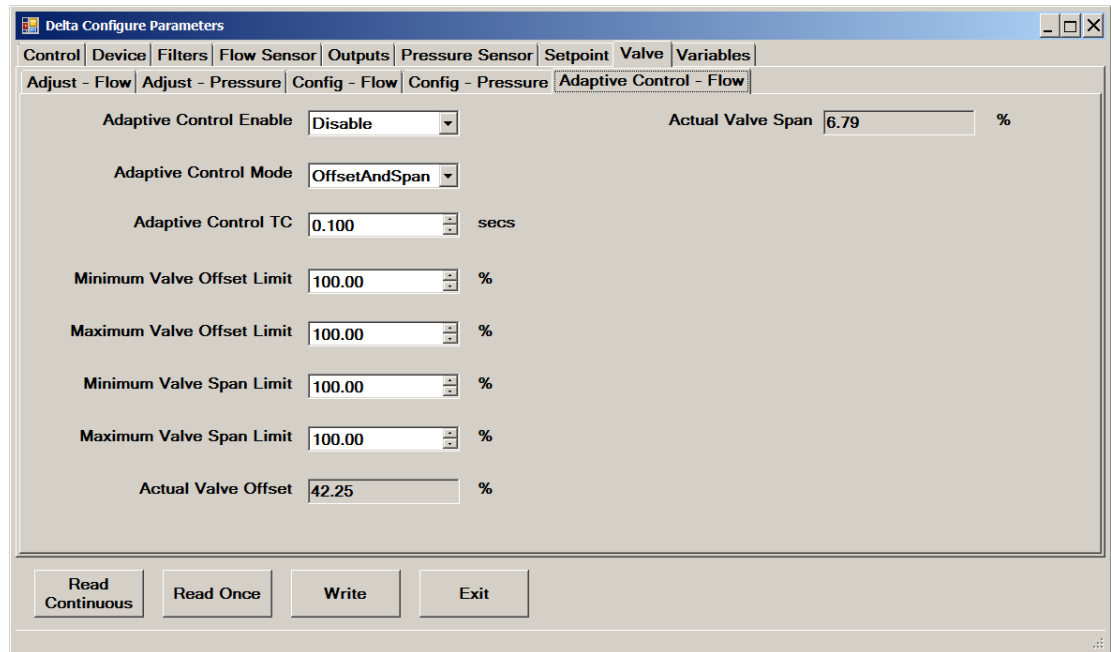 Delta Configure Parameters
Control Device Filters Flow Sensor Outputs Pressure Sensor Setpoint Valve Variables
Adjust - Flow Adjust - Pressure Config - Flow Config - Pressure Adaptive Control - Flow
Adaptive Control Enable Disable Actual Valve Span 6.79 %
Adaptive Control Mode OffsetAndSpan
Adaptive Control TC 0.100 secs
Minimum Valve Offset Limit 100.00 %
Maximum Valve Offset Limit 100.00 %
Minimum Valve Span Limit 100.00 %
Maximum Valve Span Limit 100.00 %
Actual Valve Offset 42.25 %
Read
Continuous
Read Once
Write
Exit